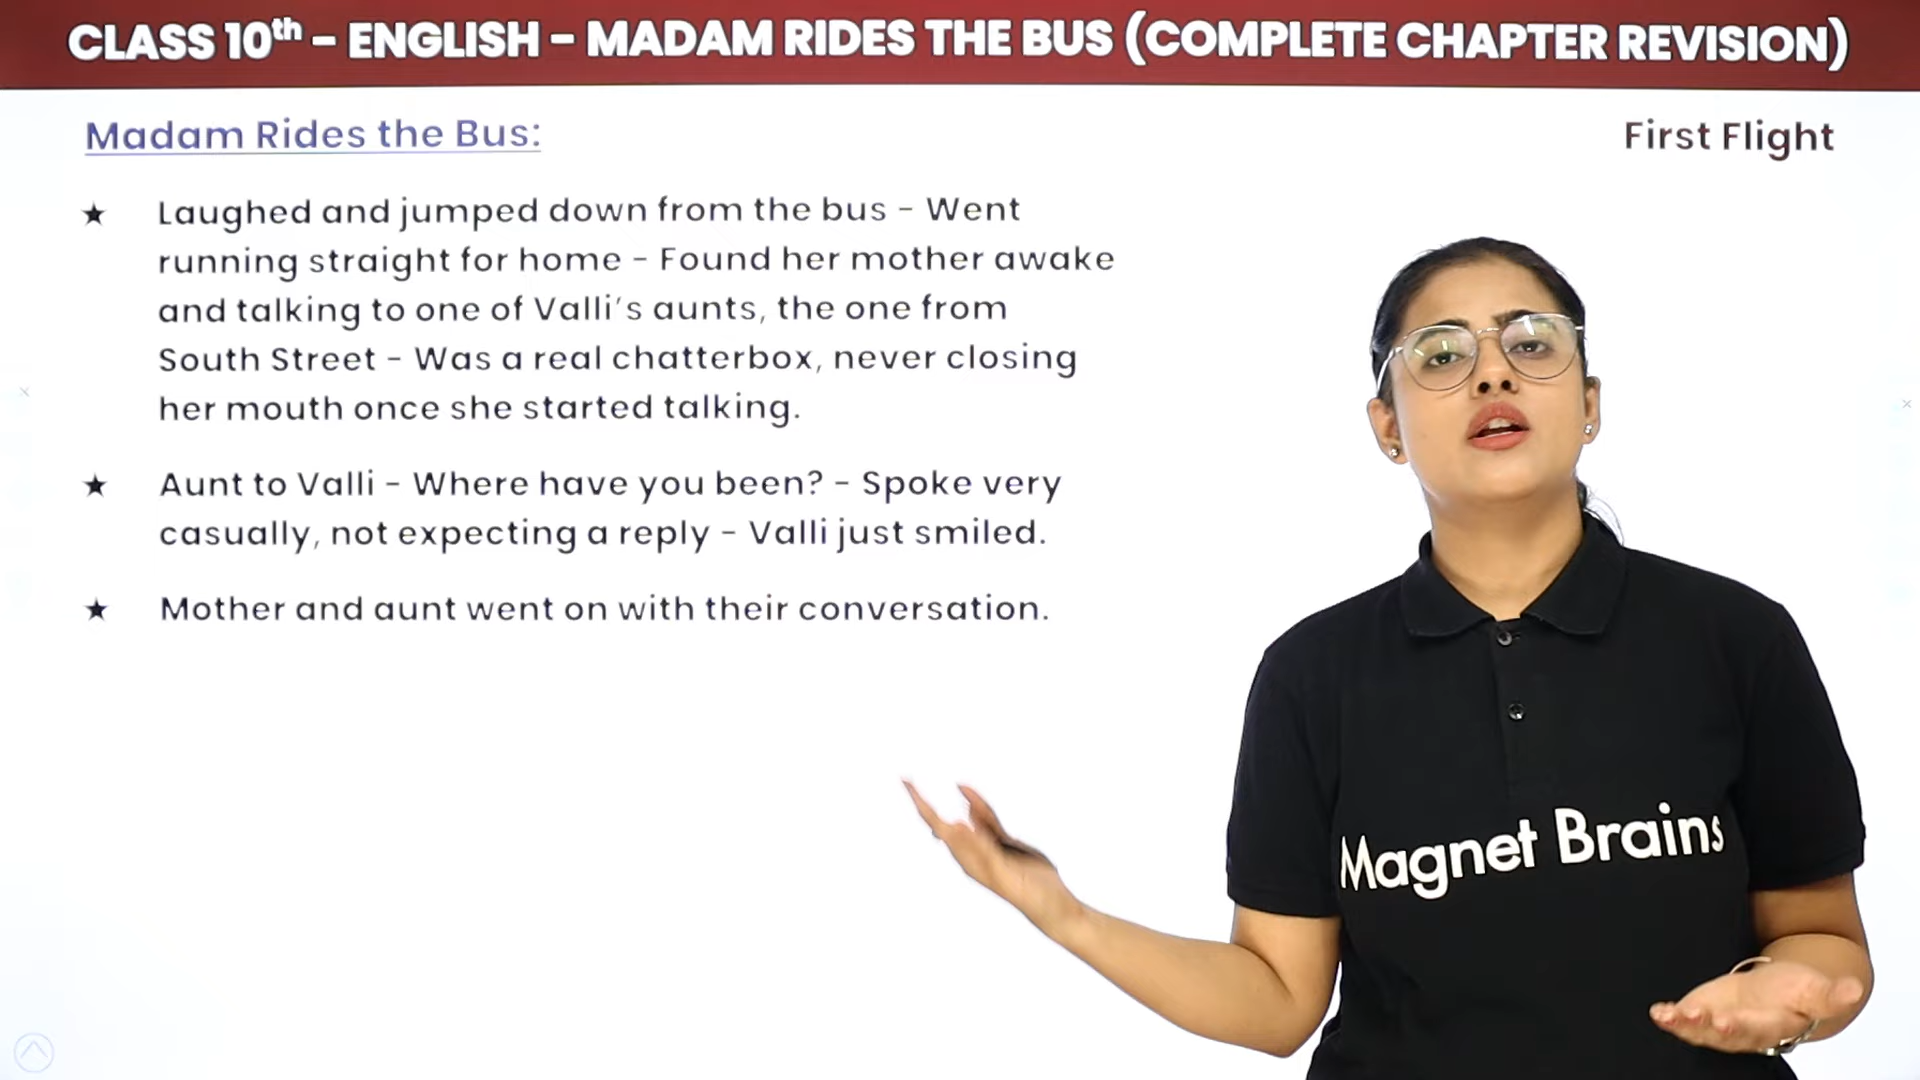 CLASS 10th - ENGLISH - MADAM RIDES THE BUS (COMPLETE CHAPTER REVISION)
Madam Rides the Bus:
First Flight
★ Laughed and jumped down from the bus - Went
running straight for home - Found her mother awake
and talking to one of Valli's aunts, the one from
South Street - Was a real chatterbox, never closing
her mouth once she started talking.
★ Aunt to Valli - Where have you been? - Spoke very
casually, not expecting a reply - Valli just smiled.
★ Mother and aunt went on with their conversation.
Magnet Brains